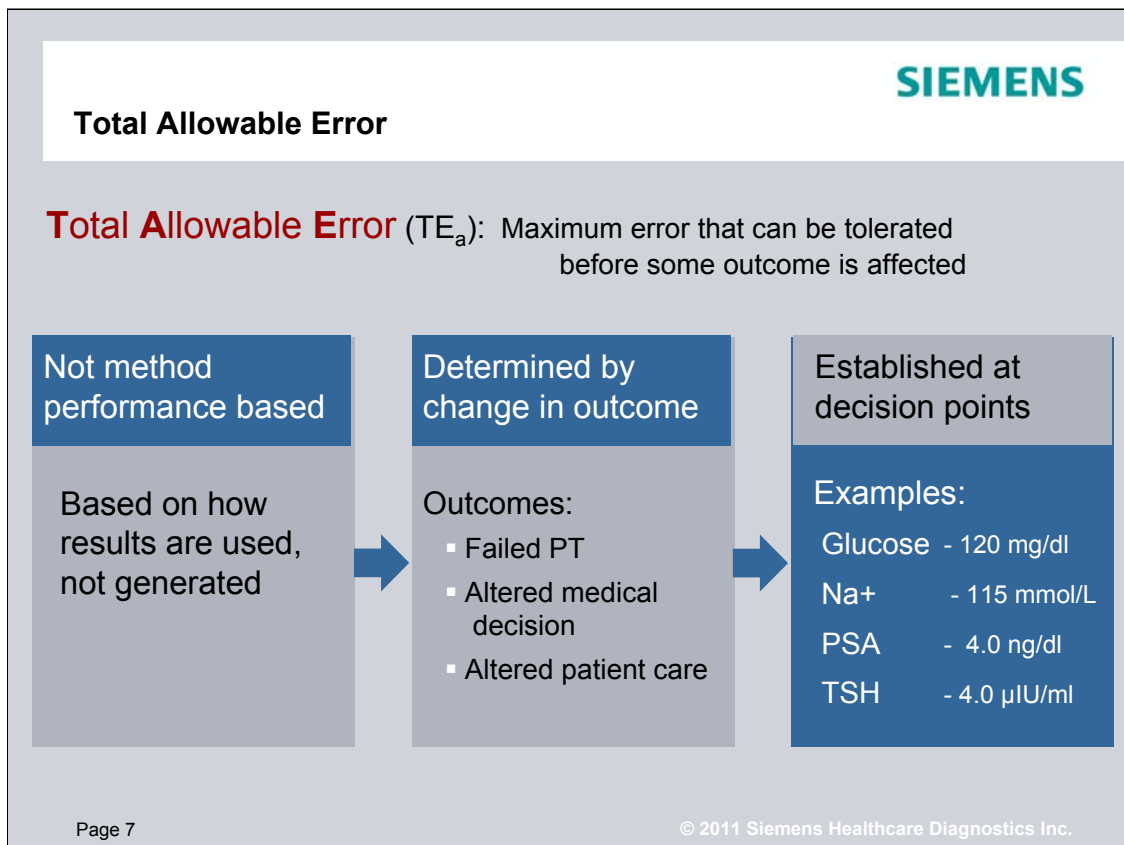 SIEMENS
Total Allowable Error
Total Allowable Error (TEa): Maximum error that can be tolerated
before some outcome is affected
Not method
performance based
Based on how
results are used,
not generated
Determined by
change in outcome
Outcomes:
▪ Failed PT
▪ Altered medical
decision
▪ Altered patient care
Established at
decision points
Examples:
Glucose - 120 mg/dl
Na+ - 115 mmol/L
PSA - 4.0 ng/dl
TSH - 4.0 µIU/ml
Page 7
© 2011 Siemens Healthcare Diagnostics Inc.